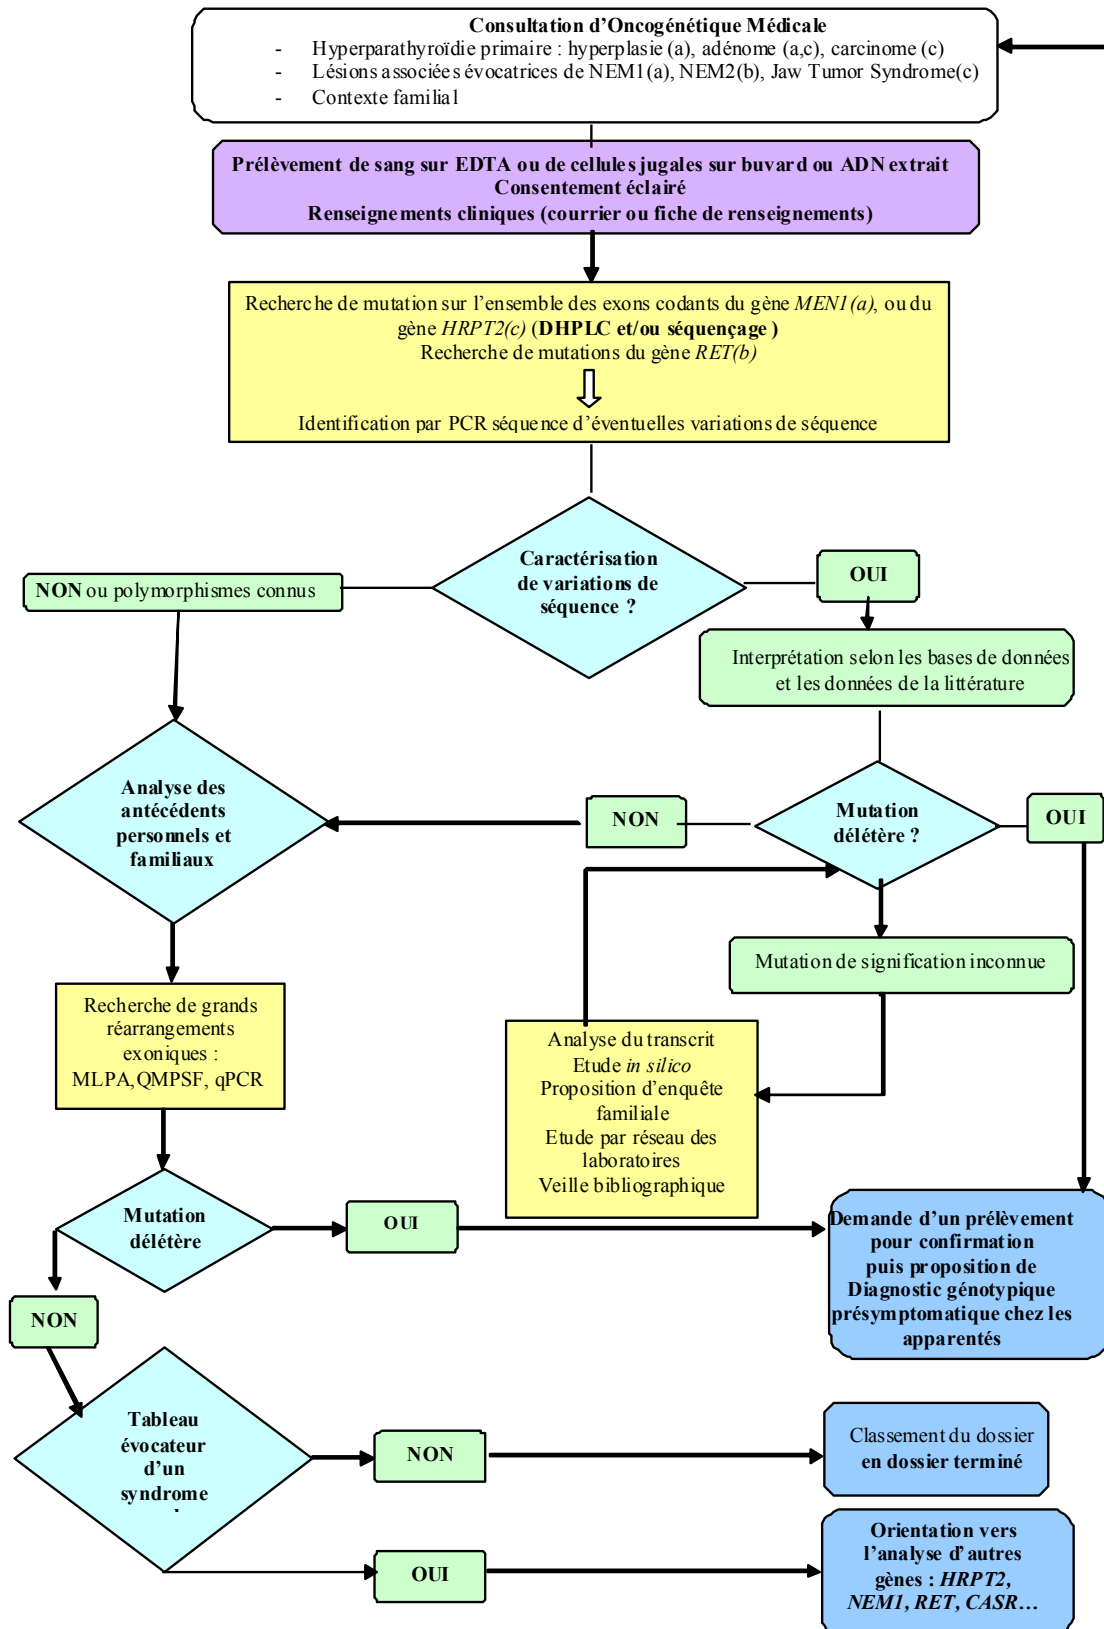 Consultation d'Oncogénétique Médicale
- Hyperparathyroïdie primaire : hyperplasie (a), adénome (a,c), carcinome (c)
- Lésions associées évocatrices de NEM1(a), NEM2(b), Jaw Tumor Syndrome(c)
- Contexte familial
Prélèvement de sang sur EDTA ou de cellules jugales sur buvard ou ADN extrait
Consentement éclairé
Renseignements cliniques (courrier ou fiche de renseignements)
Recherche de mutation sur l'ensemble des exons codants du gène MEN1(a), ou du
gène HRPT2(c) (DHPLC et/ou séquençage )
Recherche de mutations du gène RET(b)
Identification par PCR séquence d'éventuelles variations de séquence
Caractérisation
de variations de
séquence ?
NON ou polymorphismes connus
OUI
Interprétation selon les bases de données
et les données de la littérature
Analyse des
antécédents
personnels et
familiaux
NON
Mutation
délétère ?
OUI
Mutation de signification inconnue
Recherche de grands
réarrangements
exoniques :
MLPA,QMPSF, qPCR
Analyse du transcrit
Etude in silico
Proposition d'enquête
familiale
Etude par réseau des
laboratoires
Veille bibliographique
Mutation
délétère
OUI
Demande d'un prélèvement
pour confirmation
puis proposition de
Diagnostic génotypique
présymptomatique chez les
apparentés
NON
Tableau
évocateur
d'un
syndrome
NON
Classement du dossier
en dossier terminé
OUI
Orientation vers
l'analyse d'autres
gènes : HRPT2,
NEM1, RET, CASR…